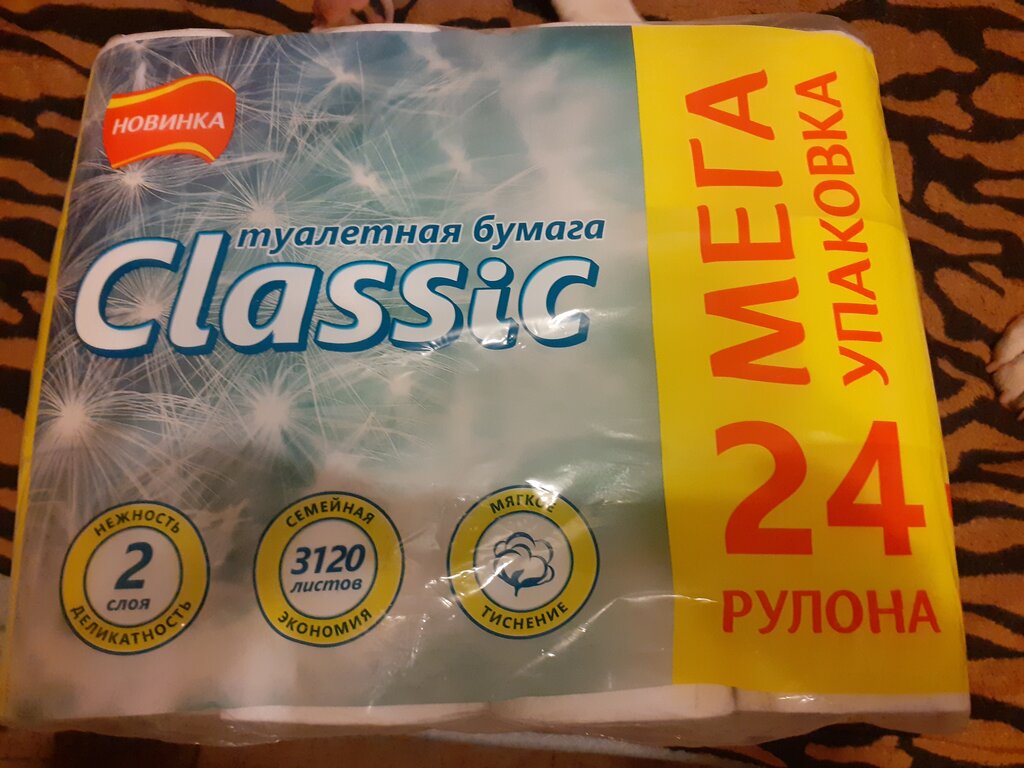 НОВИНКА
туалетная бумага
Classic
НЕЖНОСТЬ
2
слоя
ДЕЛИКАТНОСТЬ
СЕМЕЙНАЯ
3120
листов
ЭКОНОМИЯ
МЯГКОЕ
ТИСНЕНИЕ
МЕГА
УПАКОВКА
24
РУЛОНА